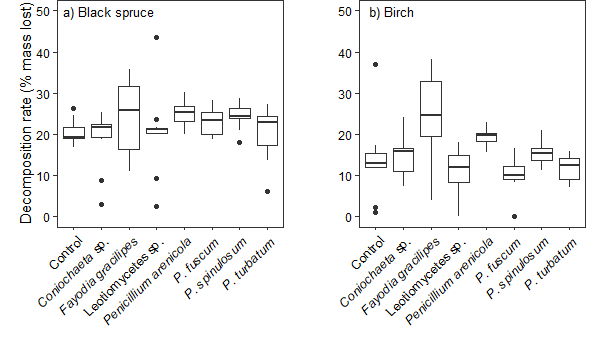 a) Black spruce
b) Birch
Decomposition rate (% mass lost)
50
40
30
20
10
0
50
40
30
20
10
0
Control
Coniochaeta sp.
Fayodia gracilipes
Leotiomycetes sp.
Penicillium arenicola
P. fuscum
P. spinulosum
P. turbatum
Control
Coniochaeta sp.
Fayodia gracilipes
Leotiomycetes sp.
Penicillium arenicola
P. fuscum
P. spinulosum
P. turbatum